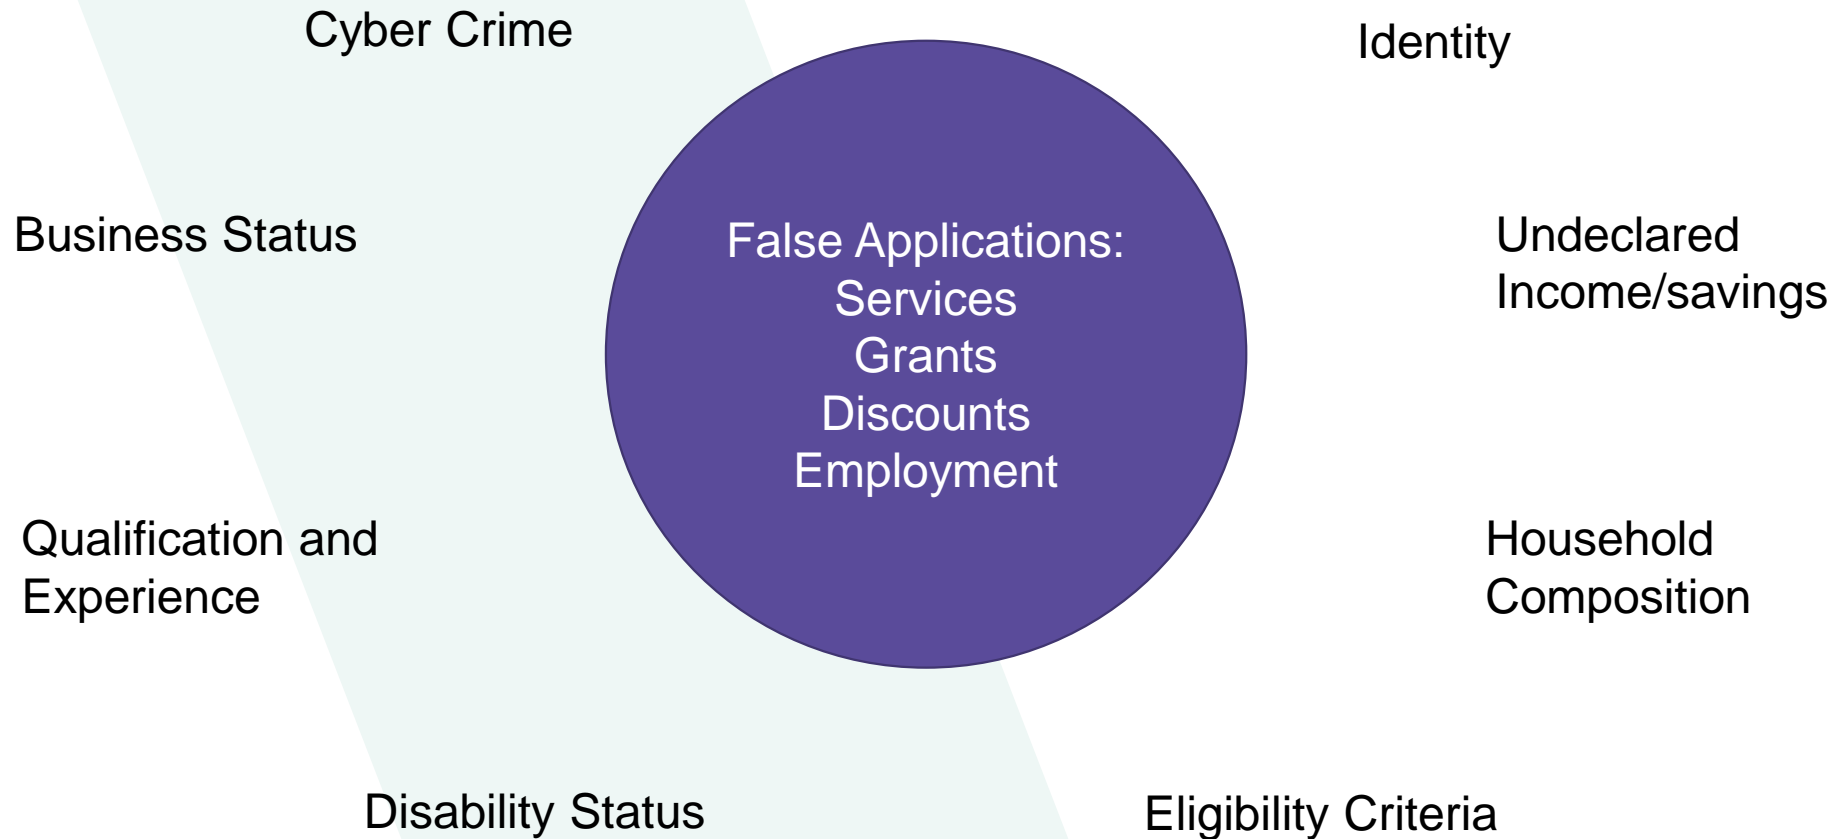 Cyber Crime
Identity
Business Status
False Applications:
Services
Grants
Discounts
Employment
Undeclared
Income/savings
Qualification and
Experience
Household
Composition
Disability Status
Eligibility Criteria